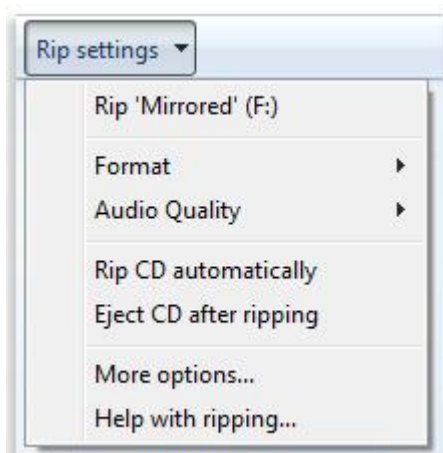 Rip settings
Rip 'Mirrored' (F:)
Format
Audio Quality
Rip CD automatically
Eject CD after ripping
More options...
Help with ripping...